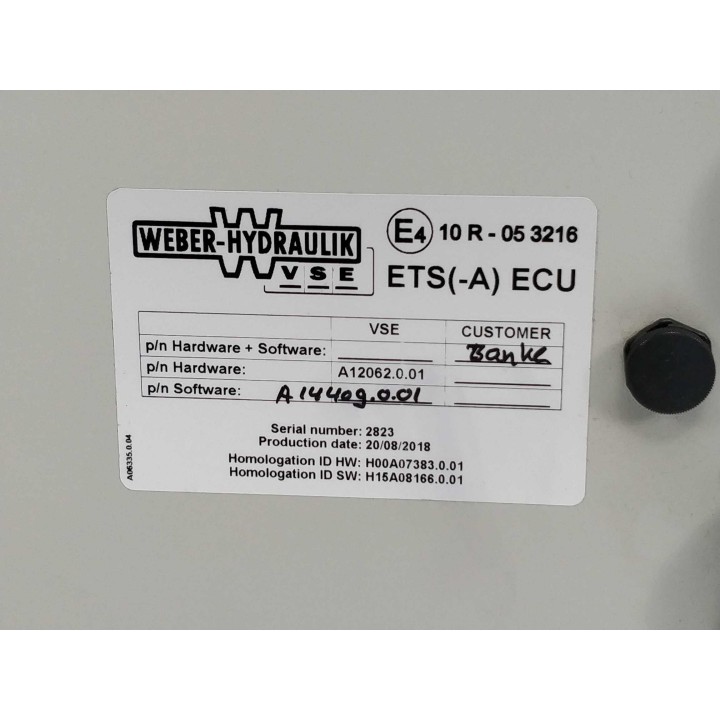 WEBER-HYDRAULIK
VSE
E4 10 R - 05 3216
ETS(-A) ECU
VSE CUSTOMER
p/n Hardware + Software: Banke
p/n Hardware: A12062.0.01
p/n Software: A14409.0.01
Serial number: 2823
Production date: 20/08/2018
Homologation ID HW: H00A07383.0.01
Homologation ID SW: H15A08166.0.01
A06335.0.04